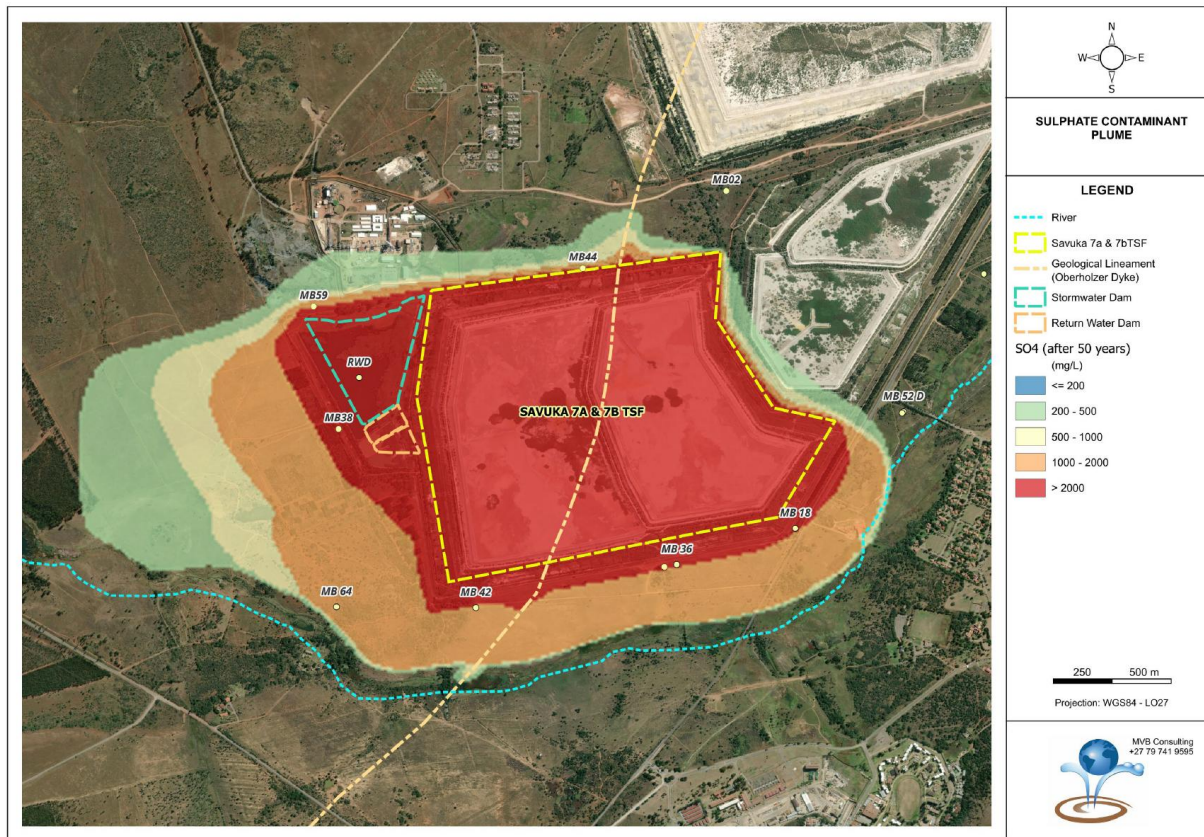 MB02
MB44
MB59
RWD
MB38
SAVUKA 7A & 7B TSF
MB 52 D
MB 18
MB 36
MB 64
MB 42
N
W
E
S
SULPHATE CONTAMINANT
PLUME
LEGEND
River
Savuka 7a & 7bTSF
Geological Lineament
(Oberholzer Dyke)
Stormwater Dam
Return Water Dam
SO4 (after 50 years)
(mg/L)
<= 200
200 - 500
500 - 1000
1000 - 2000
> 2000
250 500 m
Projection: WGS84 - LO27
MVB Consulting
+27 79 741 9595